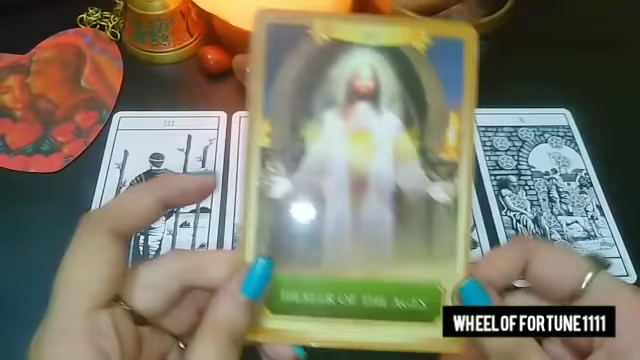 III
X
HEALER OF THE AGES
WHEEL OF FORTUNE 1111